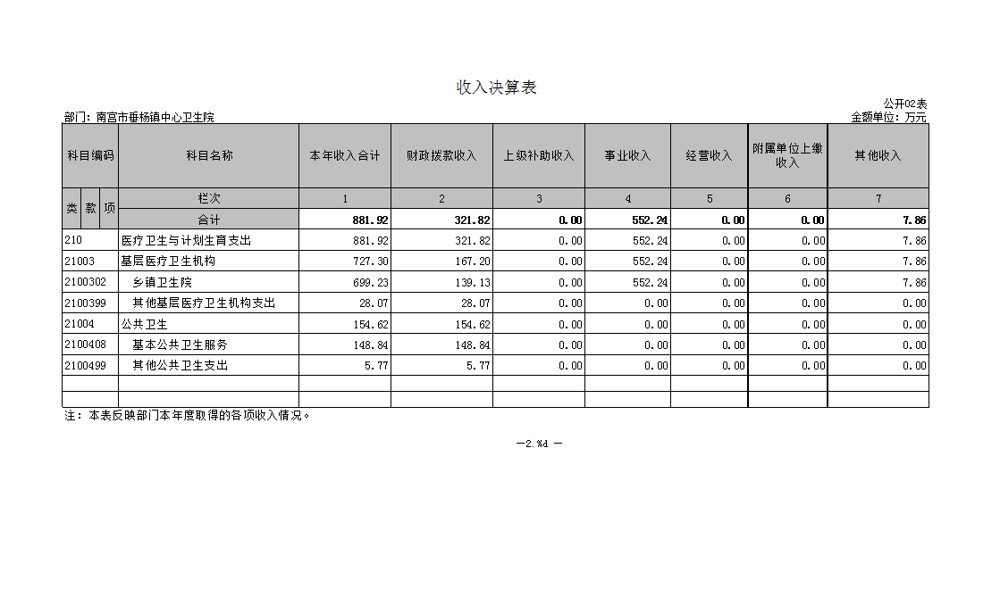 收入决算表
公开02表
部门：南宫市垂杨镇中心卫生院 金额单位：万元
科目编码 科目名称 本年收入合计 财政拨款收入 上级补助收入 事业收入 经营收入 附属单位上缴收入 其他收入
类 款 项 栏次 1 2 3 4 5 6 7
合计 881.92 321.82 0.00 552.24 0.00 0.00 7.86
210 医疗卫生与计划生育支出 881.92 321.82 0.00 552.24 0.00 0.00 7.86
21003 基层医疗卫生机构 727.30 167.20 0.00 552.24 0.00 0.00 7.86
2100302 乡镇卫生院 699.23 139.13 0.00 552.24 0.00 0.00 7.86
2100399 其他基层医疗卫生机构支出 28.07 28.07 0.00 0.00 0.00 0.00 0.00
21004 公共卫生 154.62 154.62 0.00 0.00 0.00 0.00 0.00
2100408 基本公共卫生服务 148.84 148.84 0.00 0.00 0.00 0.00 0.00
2100499 其他公共卫生支出 5.77 5.77 0.00 0.00 0.00 0.00 0.00
注：本表反映部门本年度取得的各项收入情况。
—2.%d —